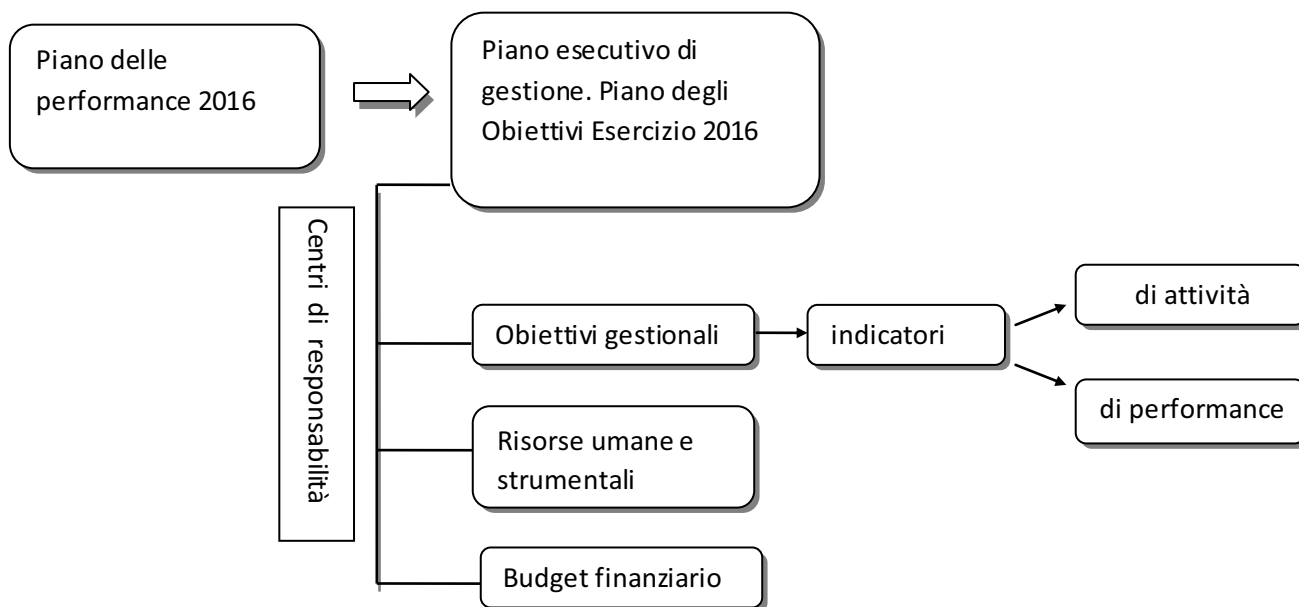 Piano delle
performance 2016
Piano esecutivo di
gestione. Piano degli
Obiettivi Esercizio 2016
Centri di responsabilità
Obiettivi gestionali
indicatori
di attività
di performance
Risorse umane e
strumentali
Budget finanziario